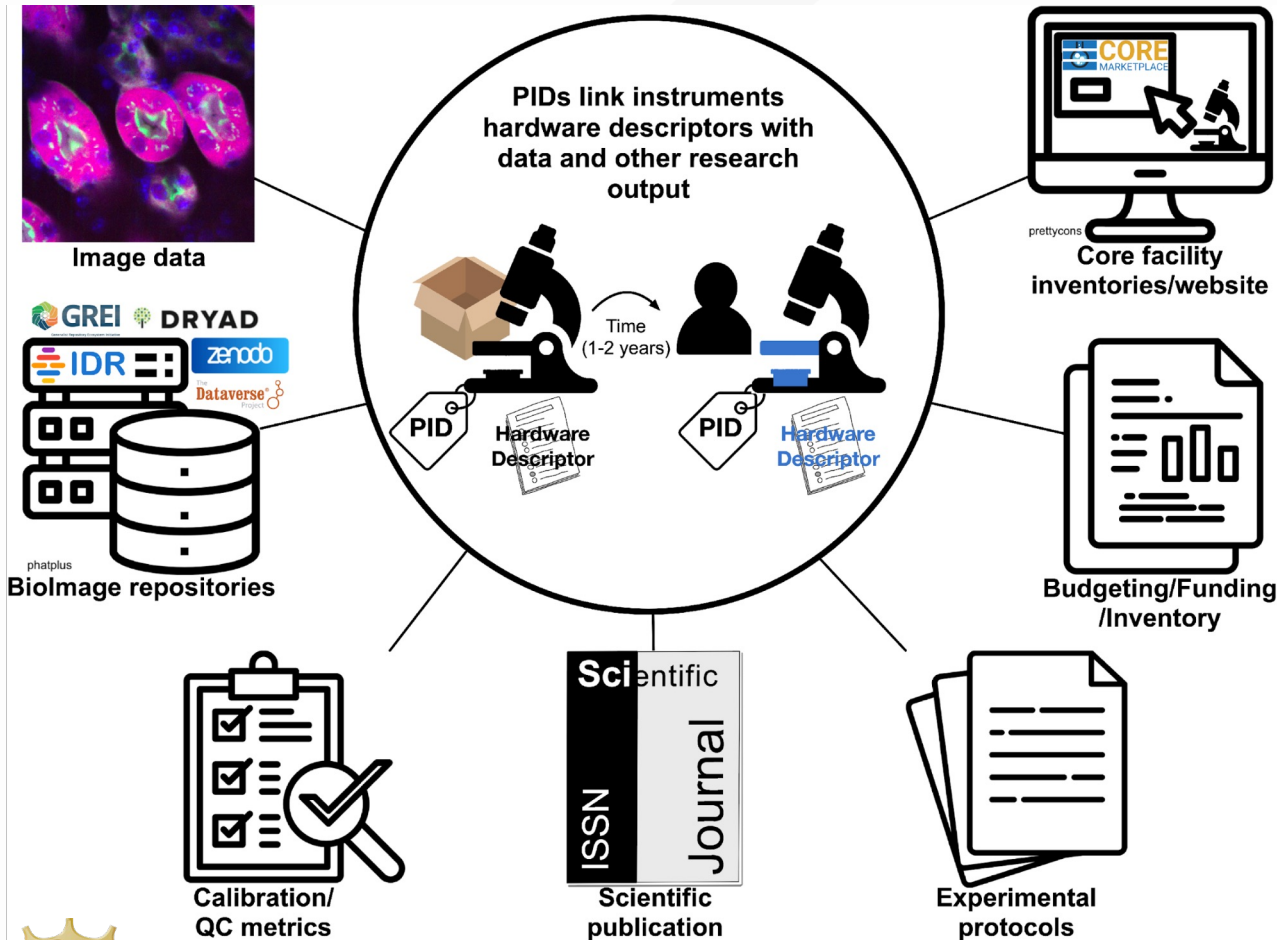 PIDs link instruments
hardware descriptors with
data and other research
output
Time
(1-2 years)
PID
Hardware
Descriptor
PID
Hardware
Descriptor
Image data
GREI
DRYAD
IDR
zenodo
The
Dataverse®
Project
phatplus
BioImage repositories
Calibration/
QC metrics
Scientific
ISSN
Journal
Scientific
publication
Experimental
protocols
Budgeting/Funding
/Inventory
CORE
MARKETPLACE
prettycons
Core facility
inventories/website